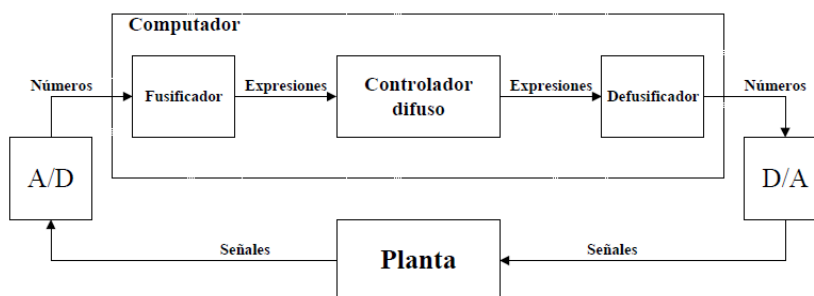 Computador
Números
Fusificador
Expresiones
Controlador
difuso
Expresiones
Defusificador
Números
A/D
D/A
Señales
Planta
Señales